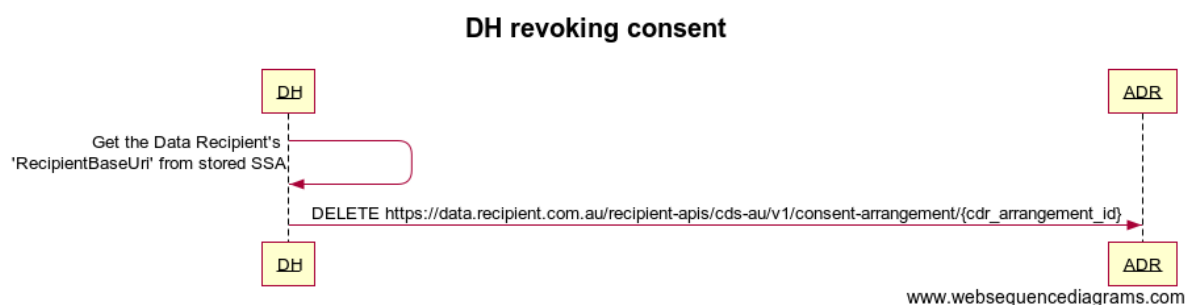 DH revoking consent
DH
ADR
Get the Data Recipient's
'RecipientBaseUri' from stored SSA
DELETE https://data.recipient.com.au/recipient-apis/cds-au/v1/consent-arrangement/{cdr_arrangement_id}
DH
ADR
www.websequencediagrams.com